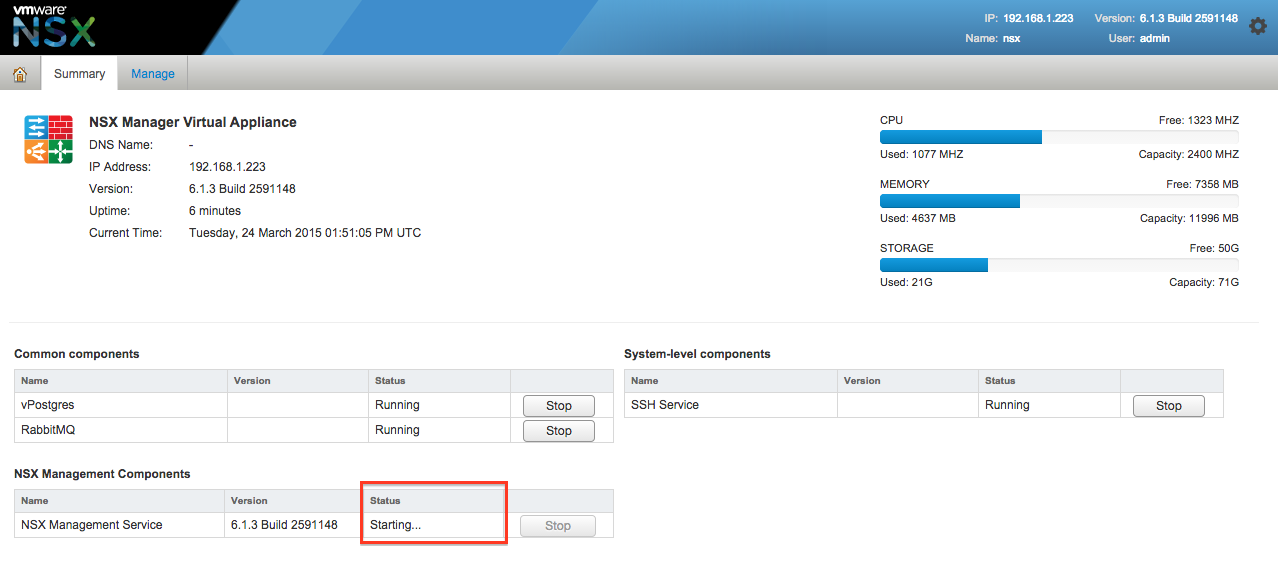 vmware
NSX
IP: 192.168.1.223 Version: 6.1.3 Build 2591148
Name: nsx User: admin
Summary Manage
NSX Manager Virtual Appliance
DNS Name: -
IP Address: 192.168.1.223
Version: 6.1.3 Build 2591148
Uptime: 6 minutes
Current Time: Tuesday, 24 March 2015 01:51:05 PM UTC
CPU Free: 1323 MHZ
Used: 1077 MHZ Capacity: 2400 MHZ
MEMORY Free: 7358 MB
Used: 4637 MB Capacity: 11996 MB
STORAGE Free: 50G
Used: 21G Capacity: 71G
Common components
Name Version Status
vPostgres Running Stop
RabbitMQ Running Stop
System-level components
Name Version Status
SSH Service Running Stop
NSX Management Components
Name Version Status
NSX Management Service 6.1.3 Build 2591148 Starting... Stop